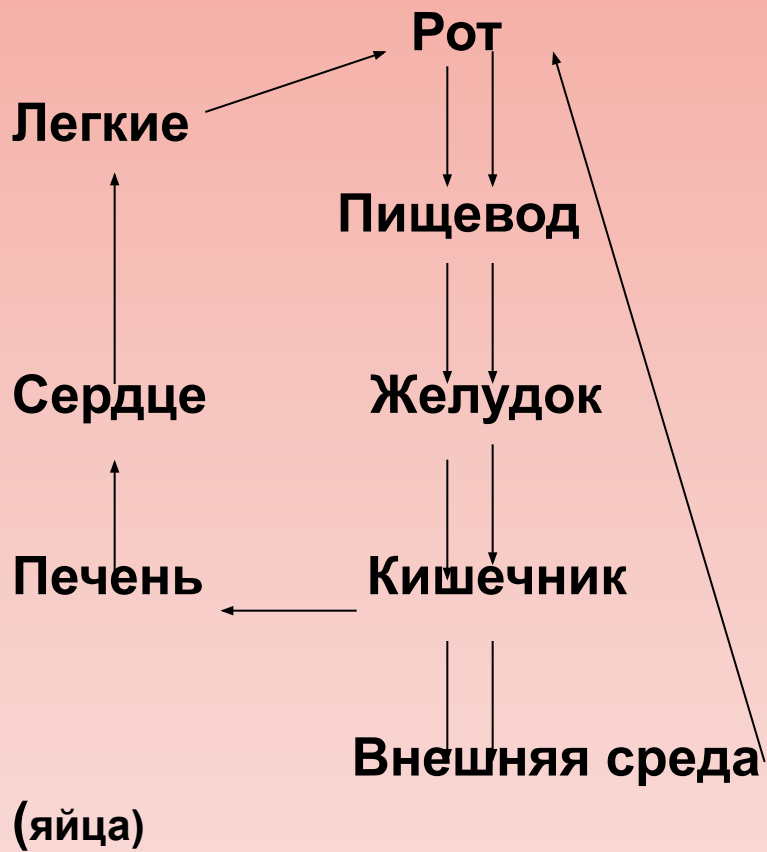 Рот
Легкие
Пищевод
Сердце
Желудок
Печень
Кишечник
Внешняя среда
(яйца)